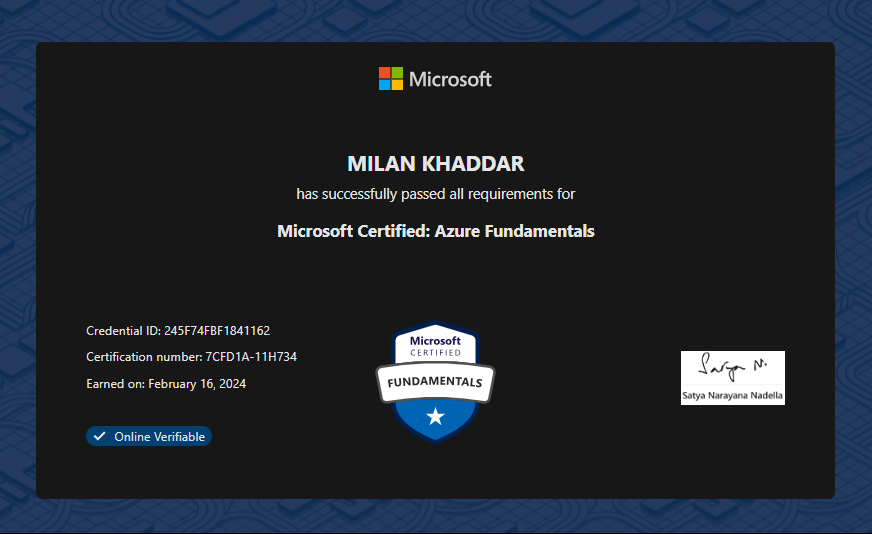 Microsoft
MILAN KHADDAR
has successfully passed all requirements for
Microsoft Certified: Azure Fundamentals
Credential ID: 245F74FBF1841162
Certification number: 7CFD1A-11H734
Earned on: February 16, 2024
Online Verifiable
Microsoft
CERTIFIED
FUNDAMENTALS
Satya N.
Satya Narayana Nadella